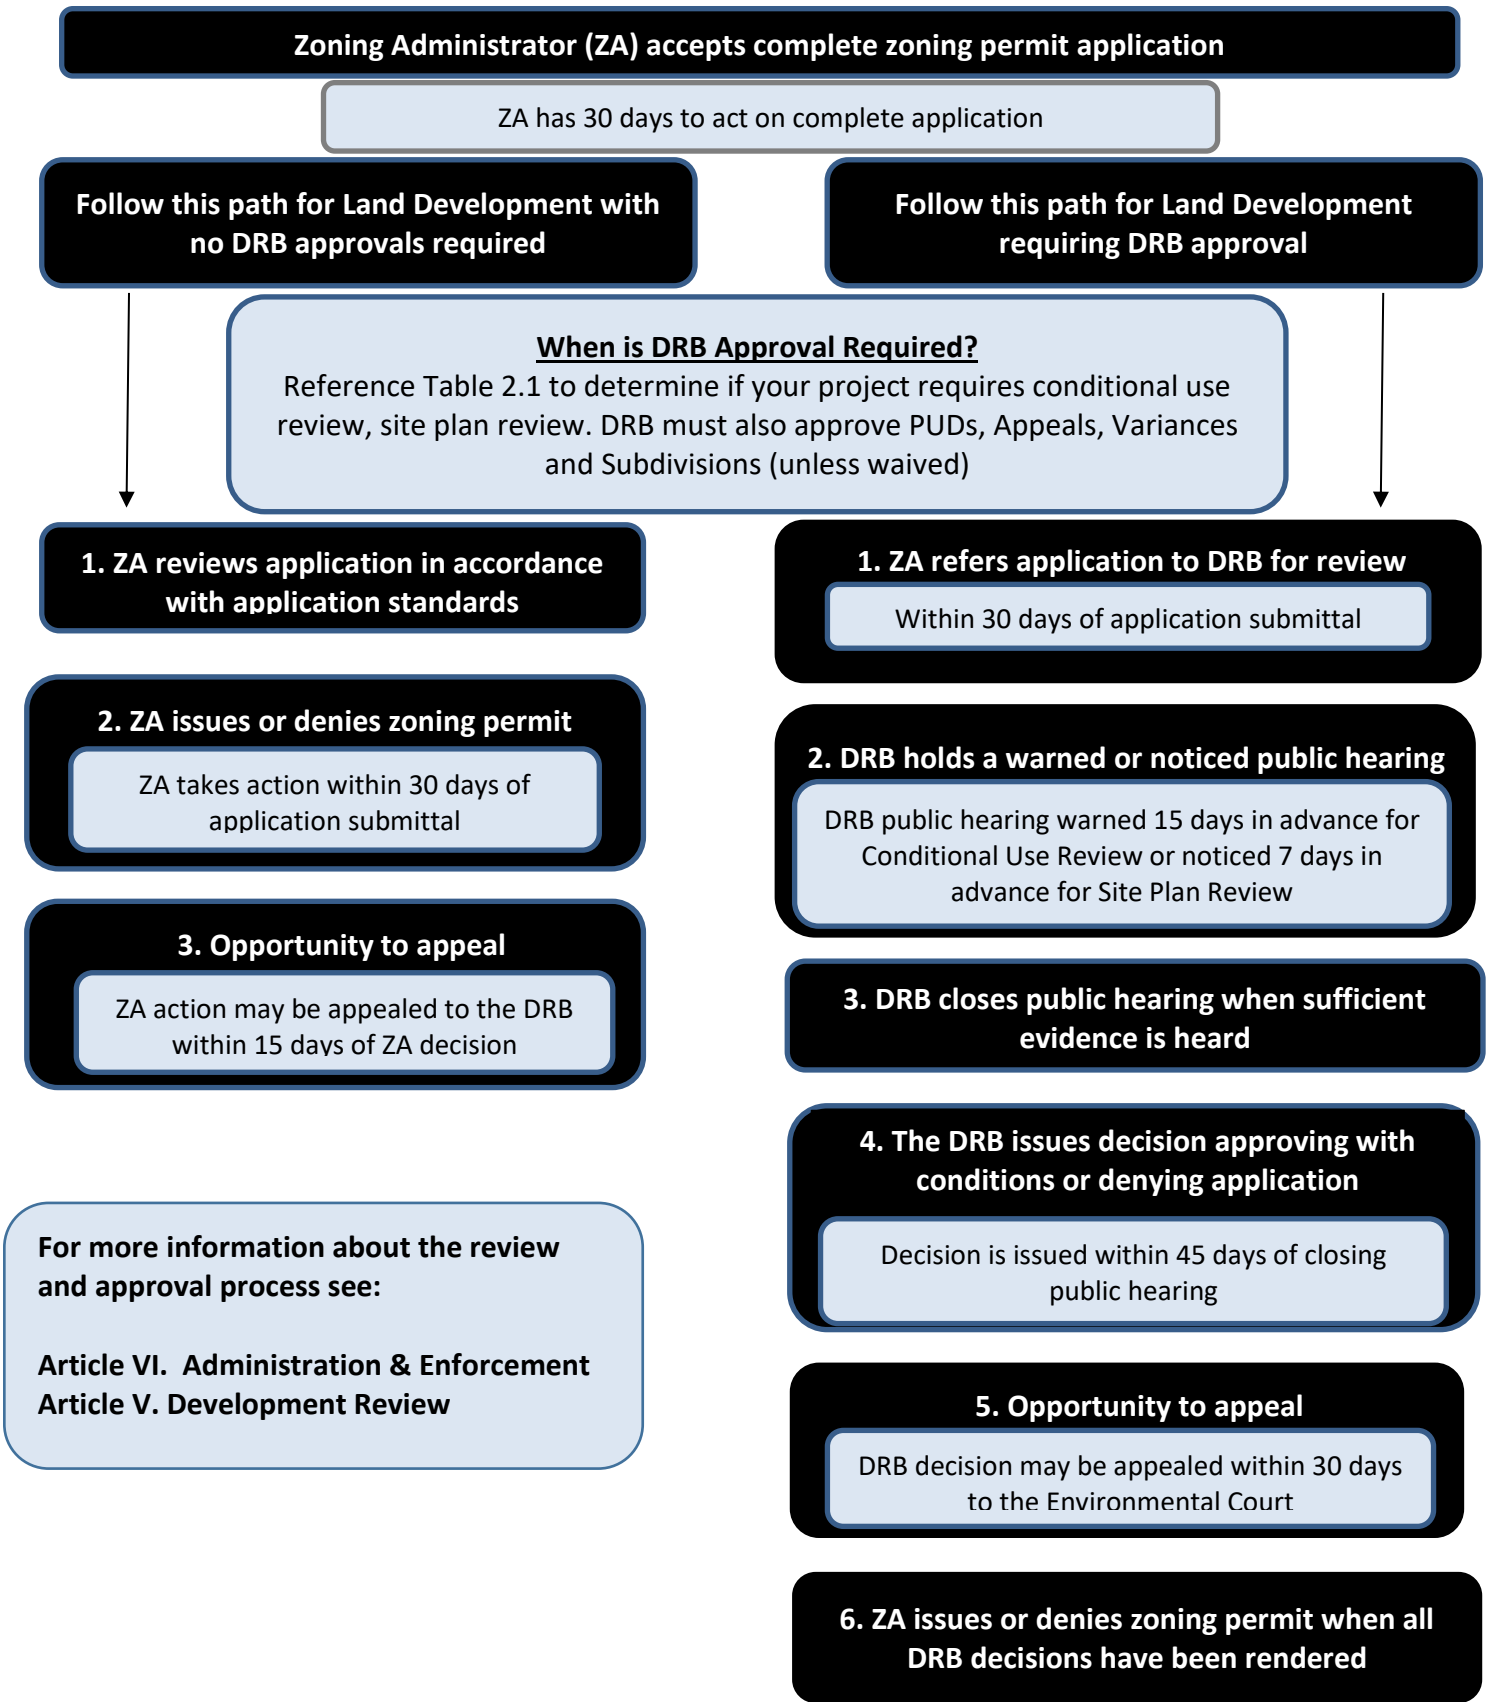 Zoning Administrator (ZA) accepts complete zoning permit application
ZA has 30 days to act on complete application
Follow this path for Land Development with
no DRB approvals required
Follow this path for Land Development
requiring DRB approval
When is DRB Approval Required?
Reference Table 2.1 to determine if your project requires conditional use
review, site plan review. DRB must also approve PUDs, Appeals, Variances
and Subdivisions (unless waived)
1. ZA reviews application in accordance
with application standards
2. ZA issues or denies zoning permit
ZA takes action within 30 days of
application submittal
3. Opportunity to appeal
ZA action may be appealed to the DRB
within 15 days of ZA decision
For more information about the review
and approval process see:
Article VI.  Administration & Enforcement
Article V. Development Review
1. ZA refers application to DRB for review
Within 30 days of application submittal
2. DRB holds a warned or noticed public hearing
DRB public hearing warned 15 days in advance for
Conditional Use Review or noticed 7 days in
advance for Site Plan Review
3. DRB closes public hearing when sufficient
evidence is heard
4. The DRB issues decision approving with
conditions or denying application
Decision is issued within 45 days of closing
public hearing
5. Opportunity to appeal
DRB decision may be appealed within 30 days
to the Environmental Court
6. ZA issues or denies zoning permit when all
DRB decisions have been rendered